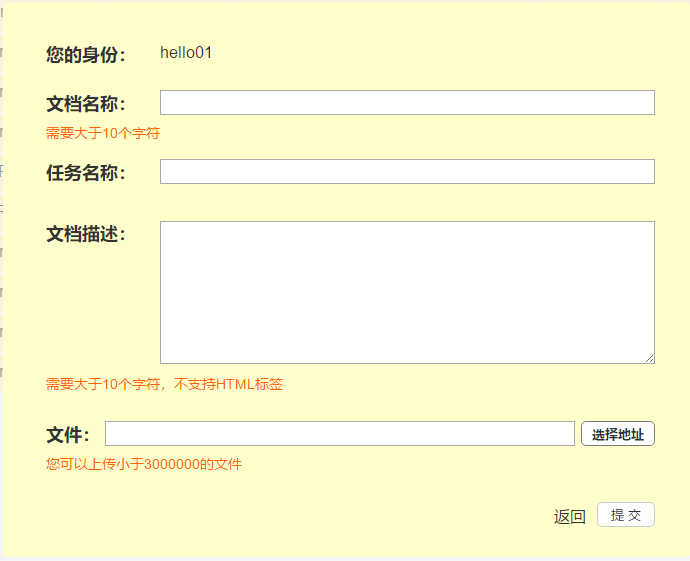 您的身份： hello01
文档名称：
需要大于10个字符
任务名称：
文档描述：
需要大于10个字符，不支持HTML标签
文件： 选择地址
您可以上传小于3000000的文件
返回 提 交